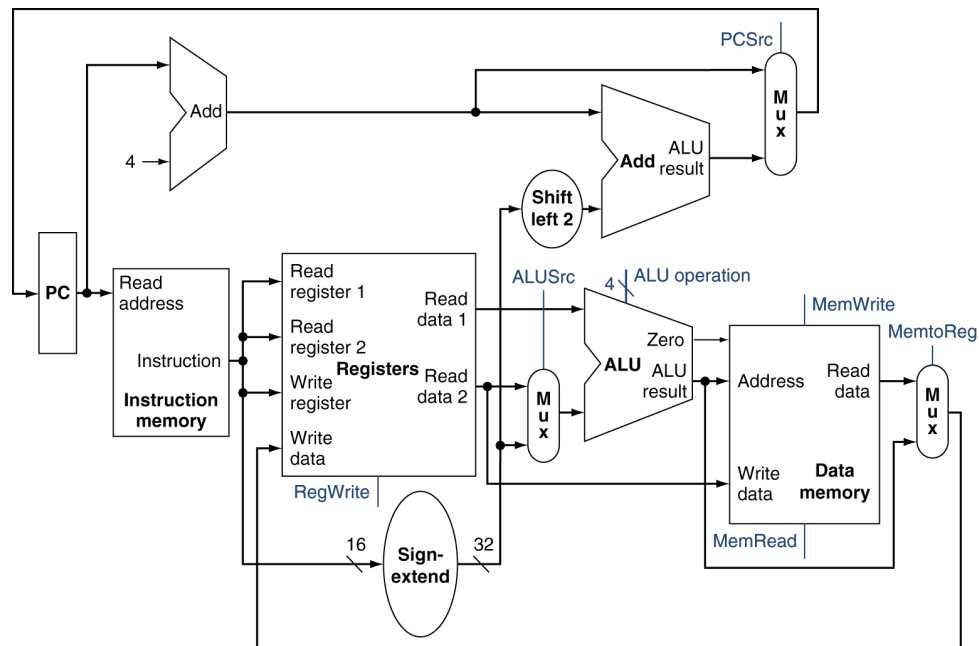 PCSrc
M
u
x
Add
4
Add
ALU
result
Shift
left 2
PC
Read
address
Instruction
Instruction
memory
Read
register 1
Read
register 2
Write
register
Write
data
Registers
Read
data 1
Read
data 2
RegWrite
16
Sign-
extend
32
ALUSrc
M
u
x
4
ALU operation
Zero
ALU
ALU
result
MemWrite
Address
Read
data
Write
data
Data
memory
MemRead
MemtoReg
M
u
x